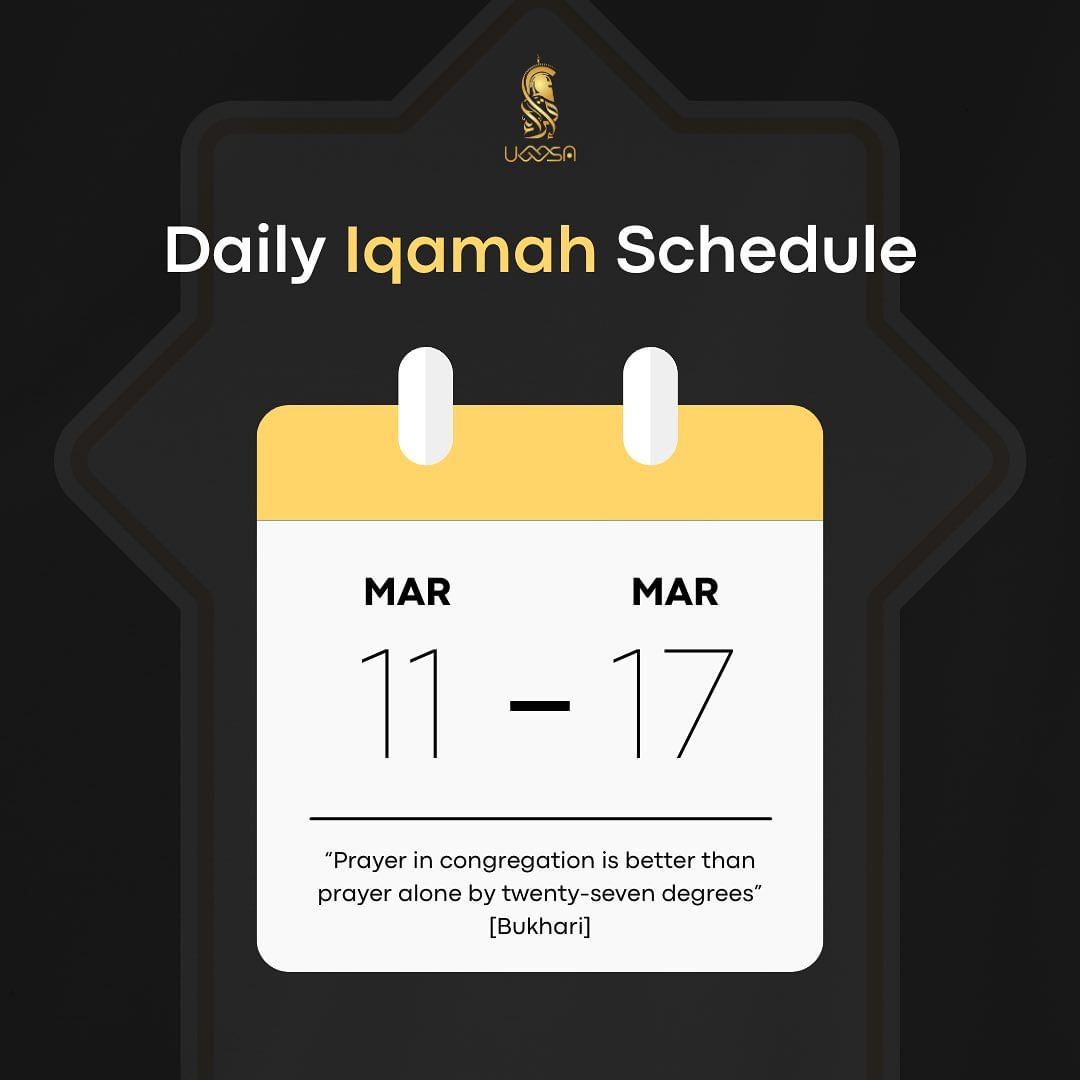 Daily Iqamah Schedule
MAR MAR
11 – 17
“Prayer in congregation is better than
prayer alone by twenty-seven degrees”
[Bukhari]